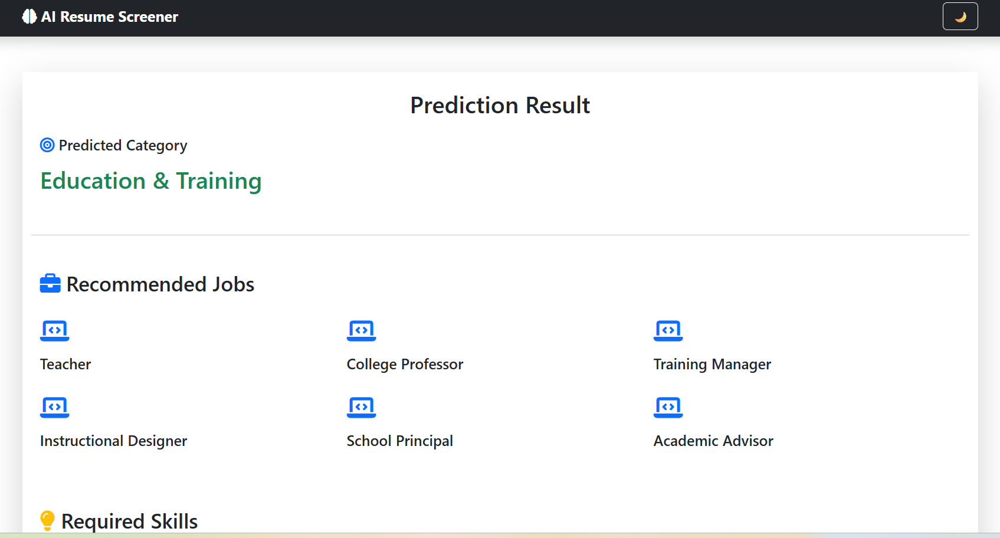 AI Resume Screener
Prediction Result
Predicted Category
Education & Training
Recommended Jobs
Teacher
College Professor
Training Manager
Instructional Designer
School Principal
Academic Advisor
Required Skills